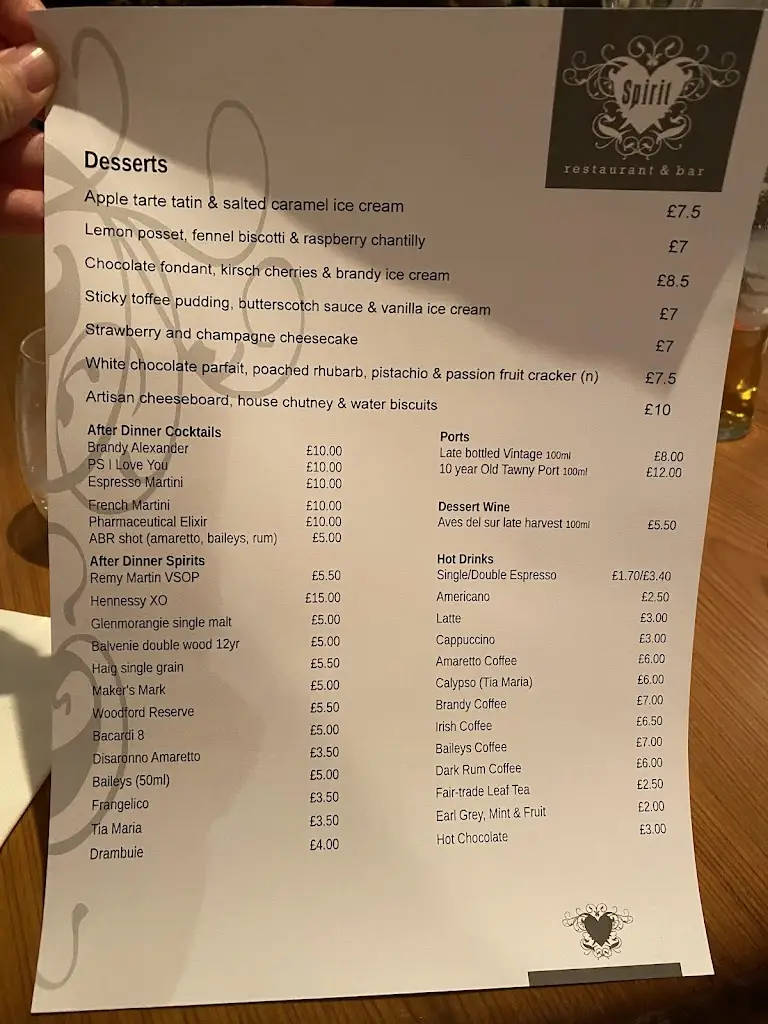 Spirit
restaurant & bar
Desserts
Apple tarte tatin & salted caramel ice cream £7.5
Lemon posset, fennel biscotti & raspberry chantilly £7
Chocolate fondant, kirsch cherries & brandy ice cream £8.5
Sticky toffee pudding, butterscotch sauce & vanilla ice cream £7
Strawberry and champagne cheesecake £7
White chocolate parfait, poached rhubarb, pistachio & passion fruit cracker (n) £7.5
Artisan cheeseboard, house chutney & water biscuits £10
After Dinner Cocktails
Brandy Alexander £10.00
PS I Love You £10.00
Espresso Martini £10.00
French Martini £10.00
Pharmaceutical Elixir £10.00
ABR shot (amaretto, baileys, rum) £5.00
After Dinner Spirits
Remy Martin VSOP £5.50
Hennessy XO £15.00
Glenmorangie single malt £5.00
Balvenie double wood 12yr £5.00
Haig single grain £5.50
Maker's Mark £5.00
Woodford Reserve £5.50
Bacardi 8 £5.00
Disaronno Amaretto £3.50
Baileys (50ml) £5.00
Frangelico £3.50
Tia Maria £3.50
Drambuie £4.00
Ports
Late bottled Vintage 100ml £8.00
10 year Old Tawny Port 100ml £12.00
Dessert Wine
Aves del sur late harvest 100ml £5.50
Hot Drinks
Single/Double Espresso £1.70/£3.40
Americano £2.50
Latte £3.00
Cappuccino £3.00
Amaretto Coffee £6.00
Calypso (Tia Maria) £6.00
Brandy Coffee £7.00
Irish Coffee £6.50
Baileys Coffee £7.00
Dark Rum Coffee £6.00
Fair-trade Leaf Tea £2.50
Earl Grey, Mint & Fruit £2.00
Hot Chocolate £3.00